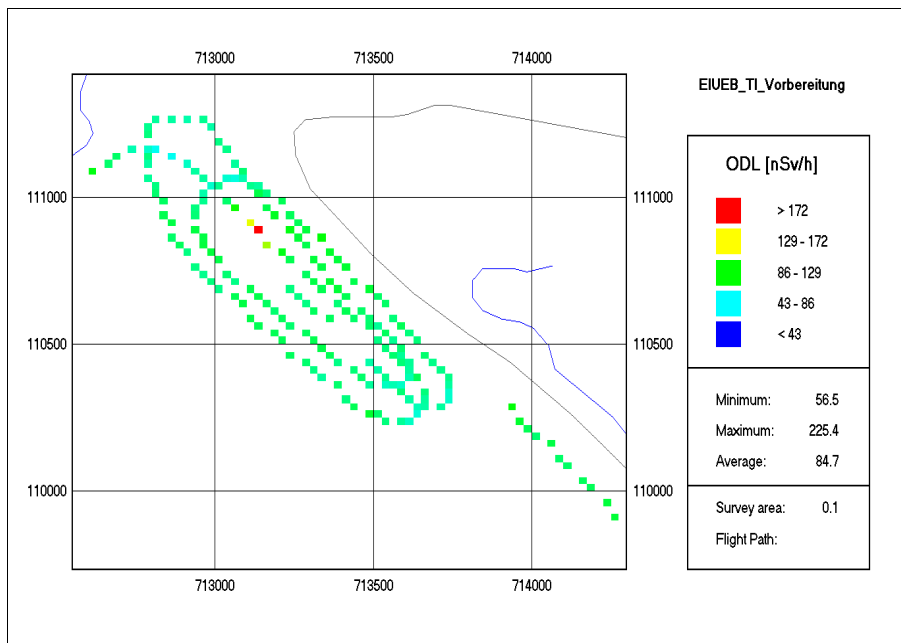 713000 713500 714000
EIUEB_TI_Vorbereitung
ODL [nSv/h]
> 172
129 - 172
86 - 129
43 - 86
< 43
111000 111000
110500 110500
110000 110000
Minimum: 56.5
Maximum: 225.4
Average: 84.7
Survey area: 0.1
Flight Path:
713000 713500 714000